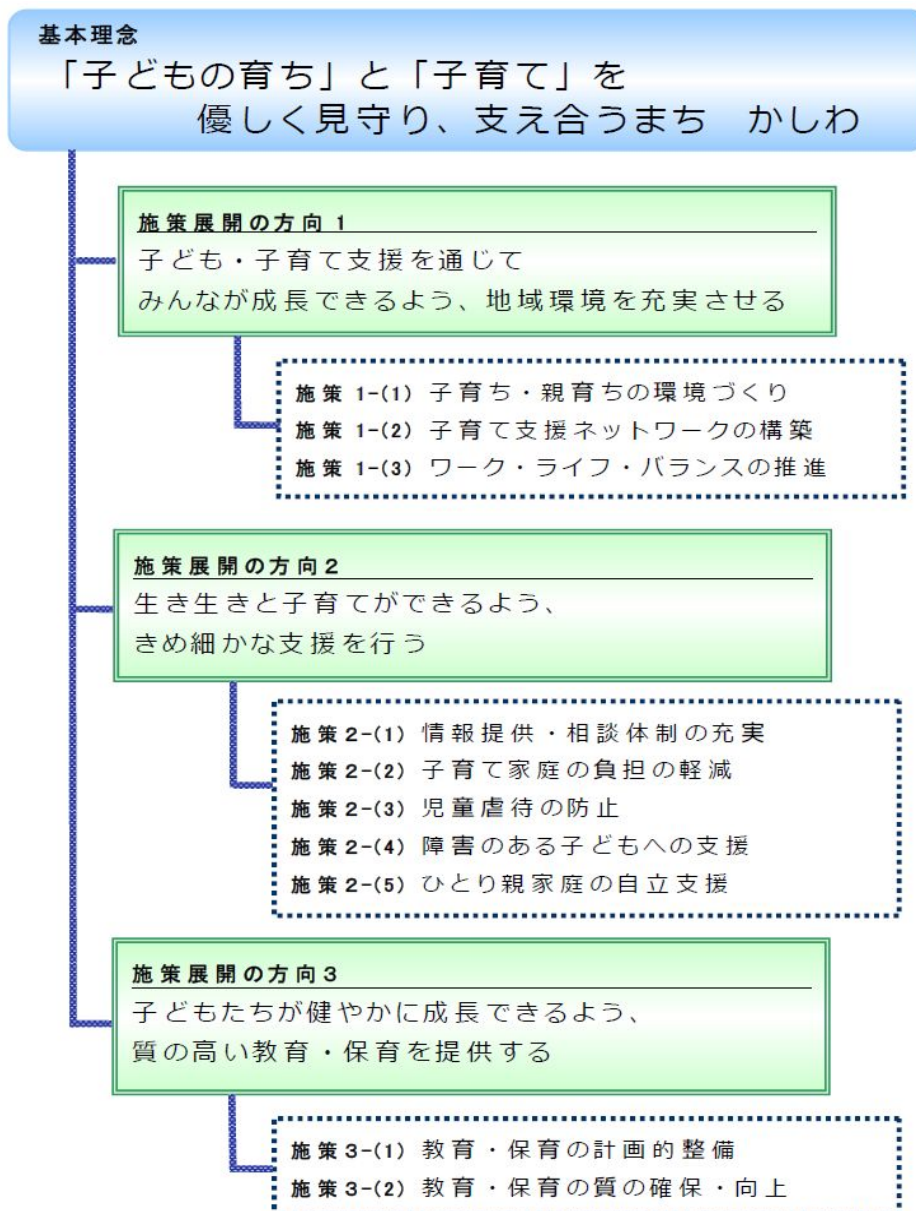 基本理念
「子どもの育ち」と「子育て」を
優しく見守り、支え合うまち　かしわ
施策展開の方向1
子ども・子育て支援を通じて
みんなが成長できるよう、地域環境を充実させる
施策 1-(1) 子育ち・親育ちの環境づくり
施策 1-(2) 子育て支援ネットワークの構築
施策 1-(3) ワーク・ライフ・バランスの推進
施策展開の方向2
生き生きと子育てができるよう、
きめ細かな支援を行う
施策2-(1) 情報提供・相談体制の充実
施策2-(2) 子育て家庭の負担の軽減
施策2-(3) 児童虐待の防止
施策2-(4) 障害のある子どもへの支援
施策2-(5) ひとり親家庭の自立支援
施策展開の方向3
子どもたちが健やかに成長できるよう、
質の高い教育・保育を提供する
施策3-(1) 教育・保育の計画的整備
施策3-(2) 教育・保育の質の確保・向上